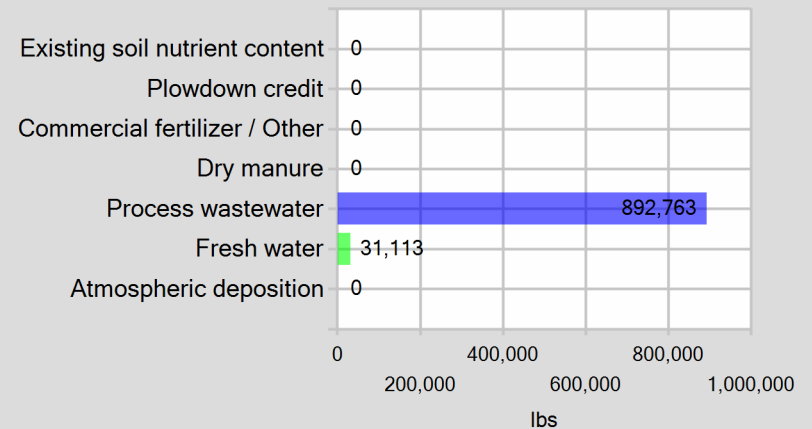 Existing soil nutrient content 0
Plowdown credit 0
Commercial fertilizer / Other 0
Dry manure 0
Process wastewater 892,763
Fresh water 31,113
Atmospheric deposition 0
0 400,000 800,000
200,000 600,000 1,000,000
lbs